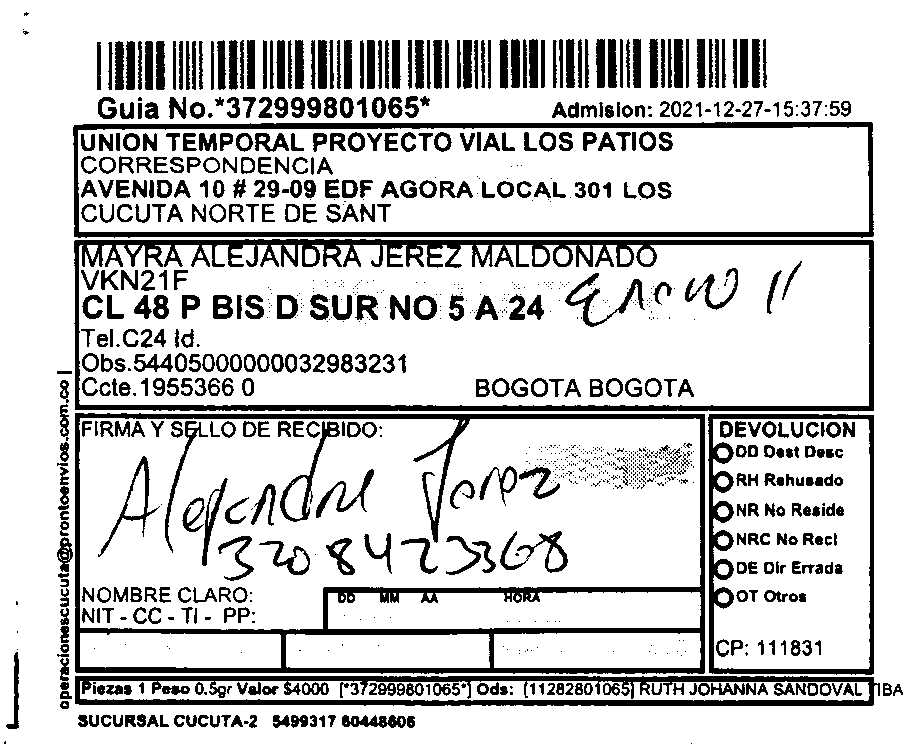 Guia No.*372999801065* Admision: 2021-12-27-15:37:59
UNION TEMPORAL PROYECTO VIAL LOS PATIOS
CORRESPONDENCIA
AVENIDA 10 # 29-09 EDF AGORA LOCAL 301 LOS
CUCUTA NORTE DE SANT
MAYRA ALEJANDRA JEREZ MALDONADO
VKN21F
CL 48 P BIS D SUR NO 5 A 24 Enero 11
Tel.C24 Id.
Obs.54405000000032983231
Ccte.1955366 0 BOGOTA BOGOTA
operacionescucuta@prontoenvios.com.co |
FIRMA Y SELLO DE RECIBIDO:
Alejandra Jerez
3208423368
NOMBRE CLARO:
NIT - CC - TI - PP:
DD MM AA HORA
DEVOLUCION
DD Dest Desc
RH Rehusado
NR No Reside
NRC No Recl
DE Dir Errada
OT Otros
CP: 111831
Piezas 1 Peso 0.5gr Valor $4000 [*372999801065*] Ods: [11282801065] RUTH JOHANNA SANDOVAL TIBA
SUCURSAL CUCUTA-2 5499317 60448606